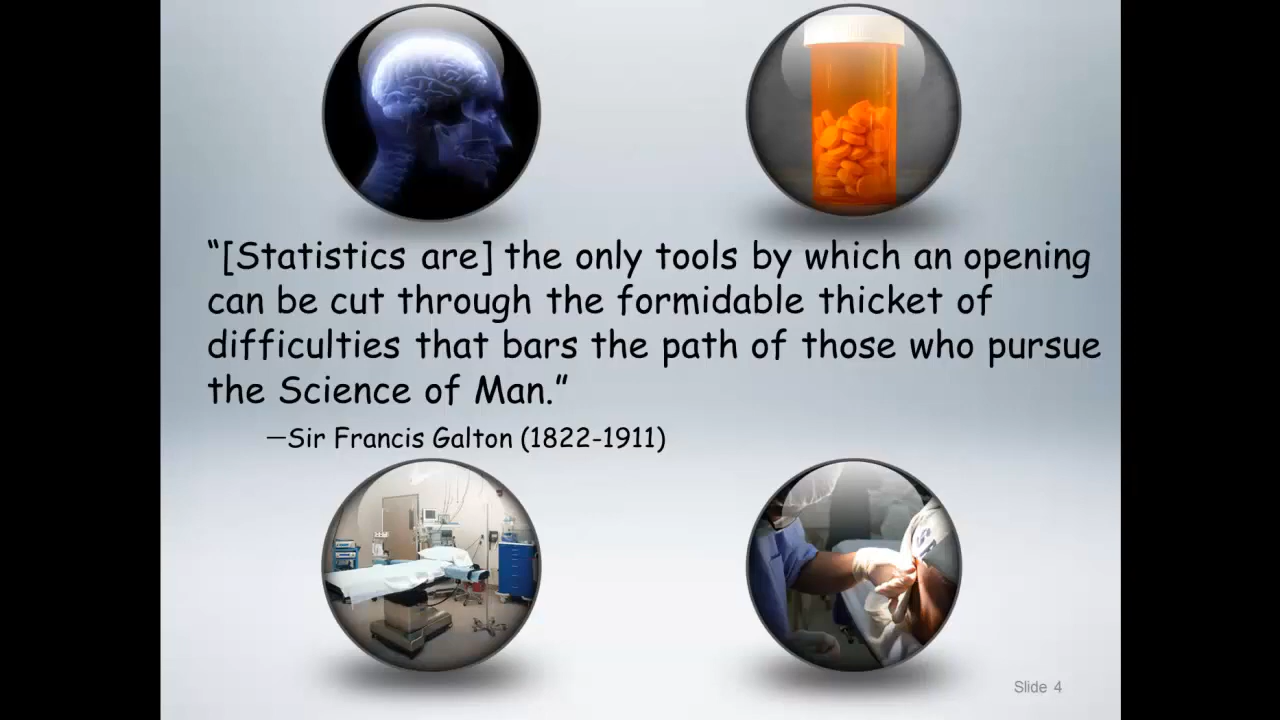 “[Statistics are] the only tools by which an opening
can be cut through the formidable thicket of
difficulties that bars the path of those who pursue
the Science of Man.”
—Sir Francis Galton (1822-1911)
Slide 4